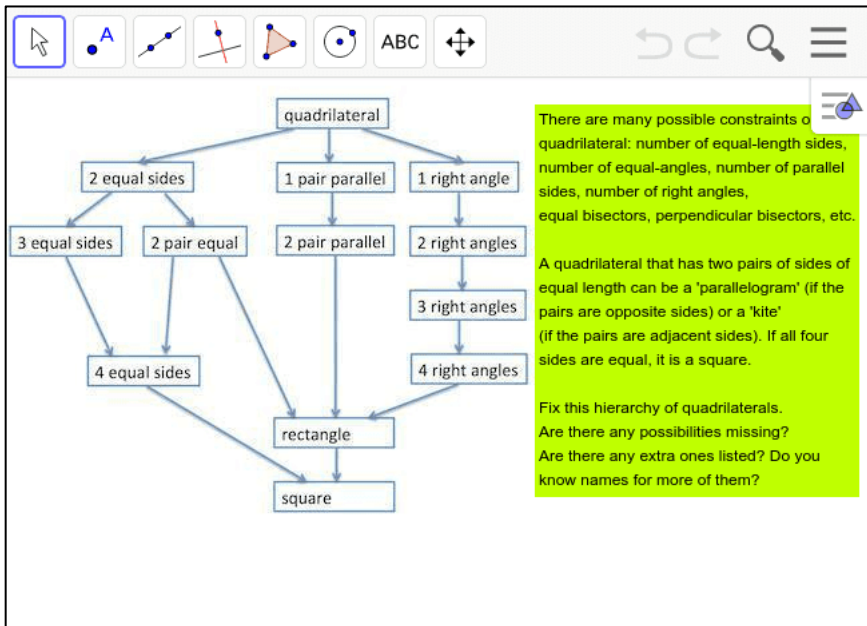 A
ABC
quadrilateral
2 equal sides
1 pair parallel
1 right angle
3 equal sides
2 pair equal
2 pair parallel
2 right angles
3 right angles
4 equal sides
4 right angles
rectangle
square
There are many possible constraints
quadrilateral: number of equal-length sides,
number of equal-angles, number of parallel
sides, number of right angles,
equal bisectors, perpendicular bisectors, etc.
A quadrilateral that has two pairs of sides of
equal length can be a 'parallelogram' (if the
pairs are opposite sides) or a 'kite'
(if the pairs are adjacent sides). If all four
sides are equal, it is a square.
Fix this hierarchy of quadrilaterals.
Are there any possibilities missing?
Are there any extra ones listed? Do you
know names for more of them?